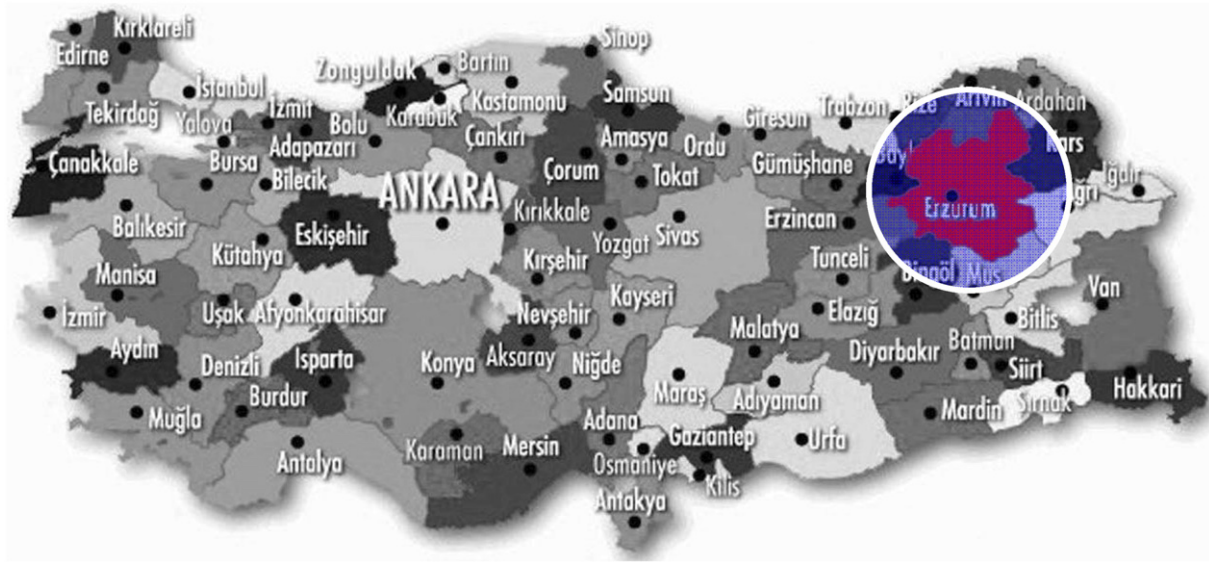 Kırklareli
Edirne
Tekirdağ
İstanbul
Yalova
İzmit
Adapazarı
Bolu
Zonguldak
Bartın
Karabük
Kastamonu
Sinop
Çankırı
Samsun
Amasya
Çorum
Tokat
Ordu
Giresun
Trabzon
Rize
Artvin
Ardahan
Kars
Gümüşhane
Iğdır
Çanakkale
Bursa
Bilecik
ANKARA
Kırıkkale
Erzincan
Erzurum
Balıkesir
Eskişehir
Kütahya
Yozgat
Sivas
Kırşehir
Tunceli
Bingöl
Muş
Manisa
Uşak
Afyonkarahisar
Nevşehir
Kayseri
Elazığ
Van
Bitlis
İzmir
Aydın
Denizli
Isparta
Konya
Aksaray
Niğde
Malatya
Diyarbakır
Batman
Siirt
Hakkari
Şırnak
Mardin
Muğla
Burdur
Maraş
Adıyaman
Adana
Gaziantep
Urfa
Antalya
Karaman
Mersin
Osmaniye
Kilis
Antakya